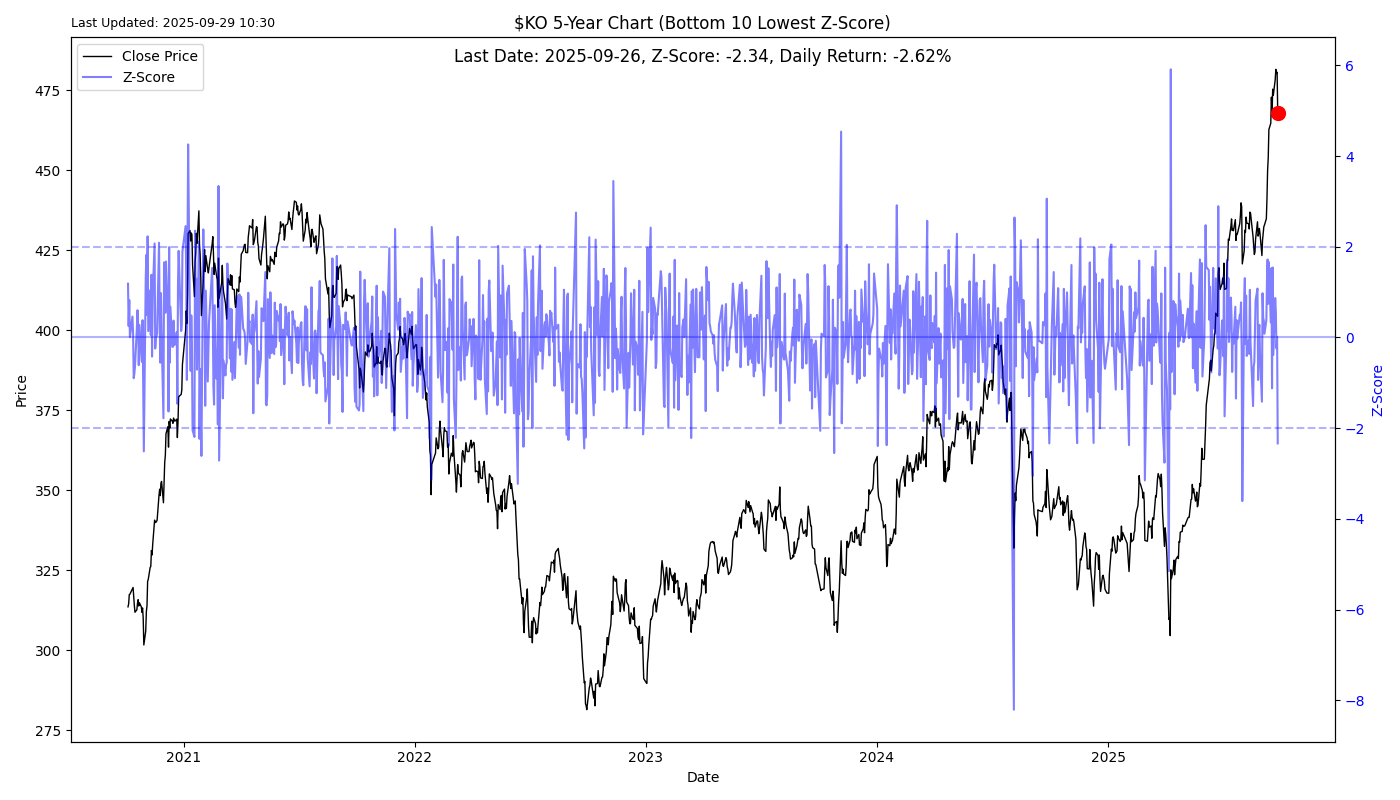 Last Updated: 2025-09-29 10:30
$KO 5-Year Chart (Bottom 10 Lowest Z-Score)
Last Date: 2025-09-26, Z-Score: -2.34, Daily Return: -2.62%
Close Price
Z-Score
475
450
425
400
375
350
325
300
275
Price
6
4
2
0
−2
−4
−6
−8
Z-Score
2021
2022
2023
2024
2025
Date